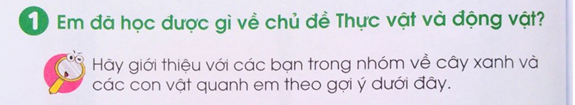 1 Em đã học được gì về chủ đề Thực vật và động vật?
Hãy giới thiệu với các bạn trong nhóm về cây xanh và
các con vật quanh em theo gợi ý dưới đây.